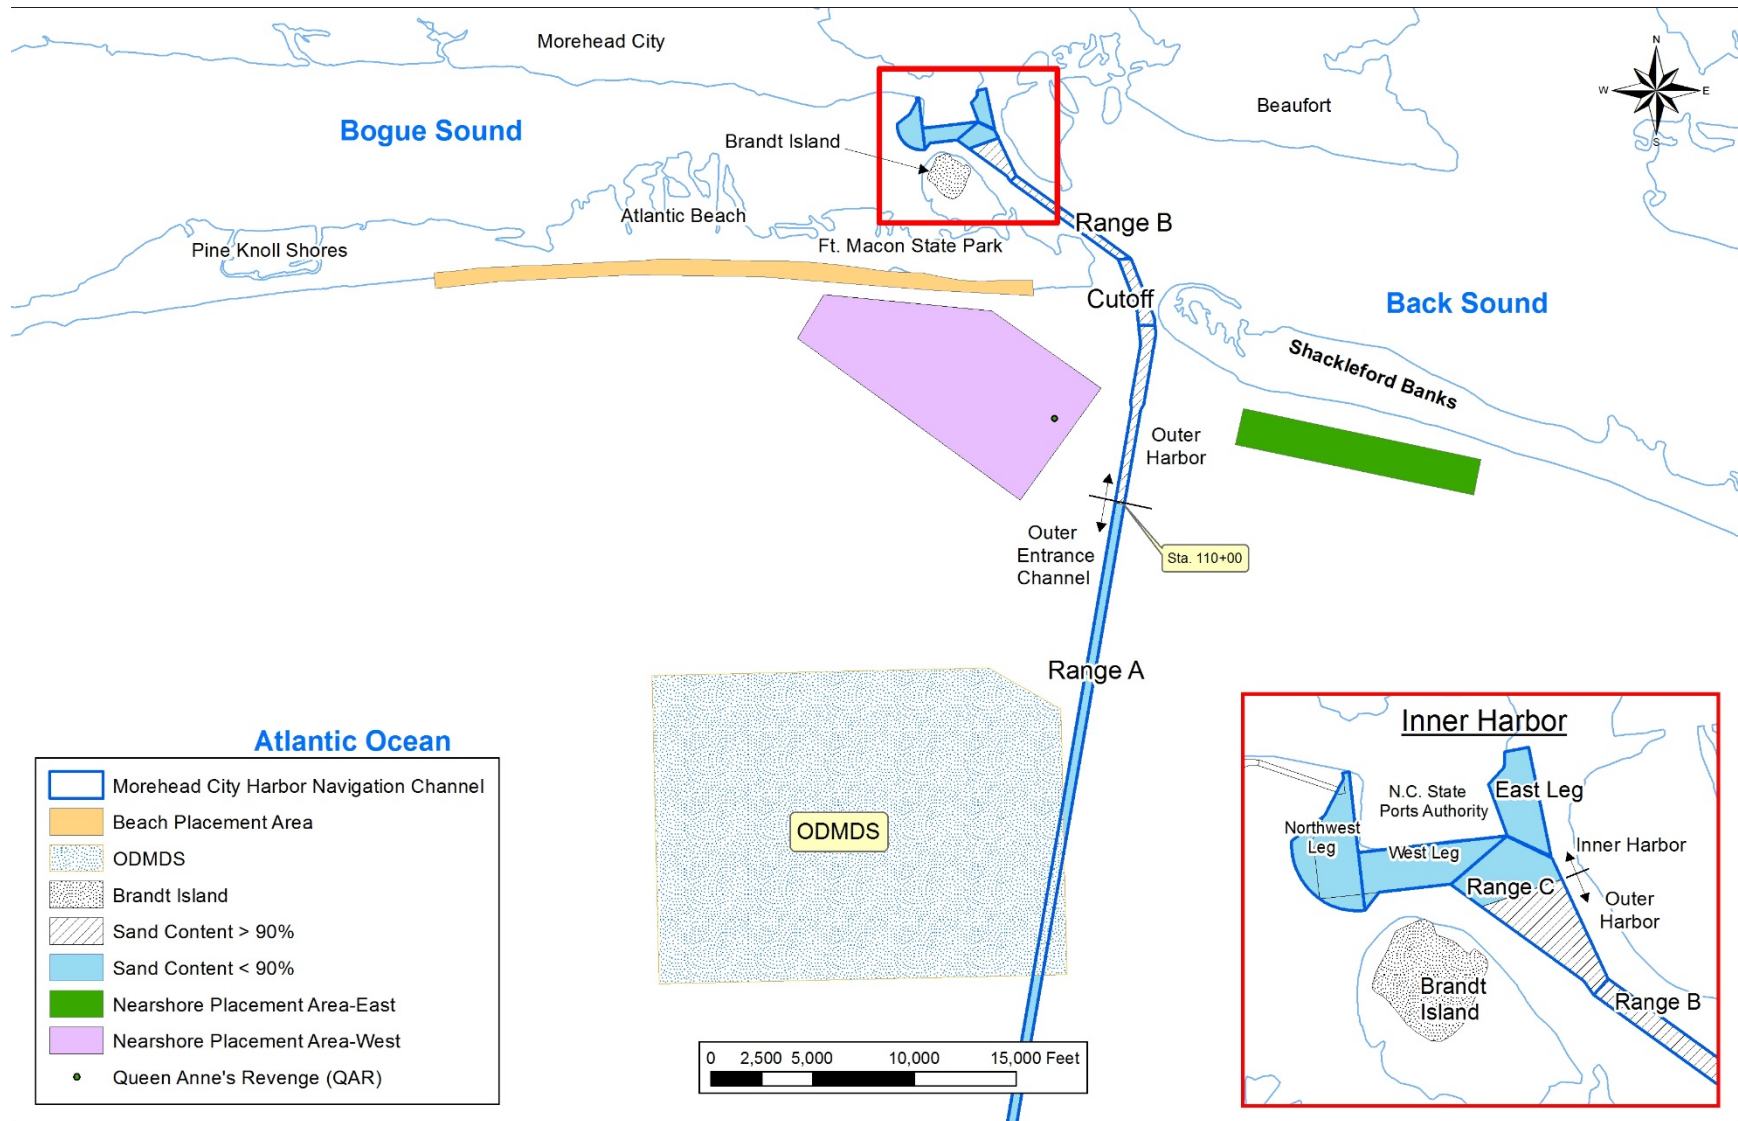 Morehead City
Bogue Sound
Brandt Island
Beaufort
N
W
E
S
Atlantic Beach
Pine Knoll Shores
Ft. Macon State Park
Range B
Cutoff
Back Sound
Shackleford Banks
Outer
Harbor
Outer
Entrance
Channel
Sta. 110+00
Range A
ODMDS
Atlantic Ocean
Morehead City Harbor Navigation Channel
Beach Placement Area
ODMDS
Brandt Island
Sand Content > 90%
Sand Content < 90%
Nearshore Placement Area-East
Nearshore Placement Area-West
Queen Anne's Revenge (QAR)
0 2,500 5,000 10,000 15,000 Feet
Inner Harbor
N.C. State
Ports Authority
East Leg
Northwest
Leg
West Leg
Inner Harbor
Range C
Outer
Harbor
Brandt
Island
Range B